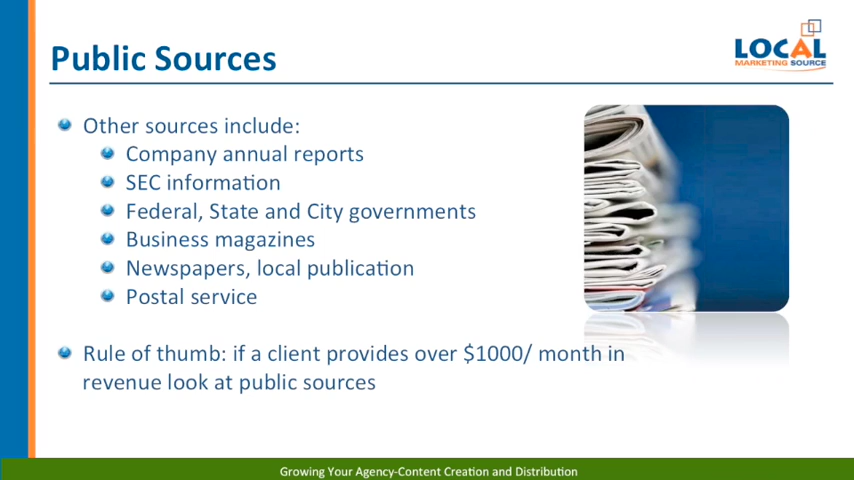 Public Sources
LOCAL
MARKETING SOURCE
Other sources include:
Company annual reports
SEC information
Federal, State and City governments
Business magazines
Newspapers, local publication
Postal service
Rule of thumb: if a client provides over $1000/ month in
revenue look at public sources
Growing Your Agency-Content Creation and Distribution